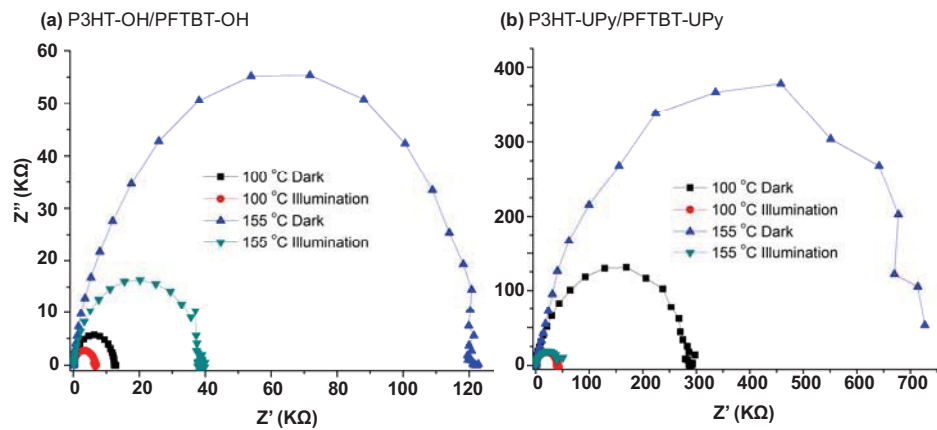 (a) P3HT-OH/PFTBT-OH
60
50
40
30
20
10
0
Z" (KΩ)
100 °C Dark
100 °C Illumination
155 °C Dark
155 °C Illumination
0 20 40 60 80 100 120
Z' (KΩ)
(b) P3HT-UPy/PFTBT-UPy
400
300
200
100
0
100 °C Dark
100 °C Illumination
155 °C Dark
155 °C Illumination
0 100 200 300 400 500 600 700
Z' (KΩ)